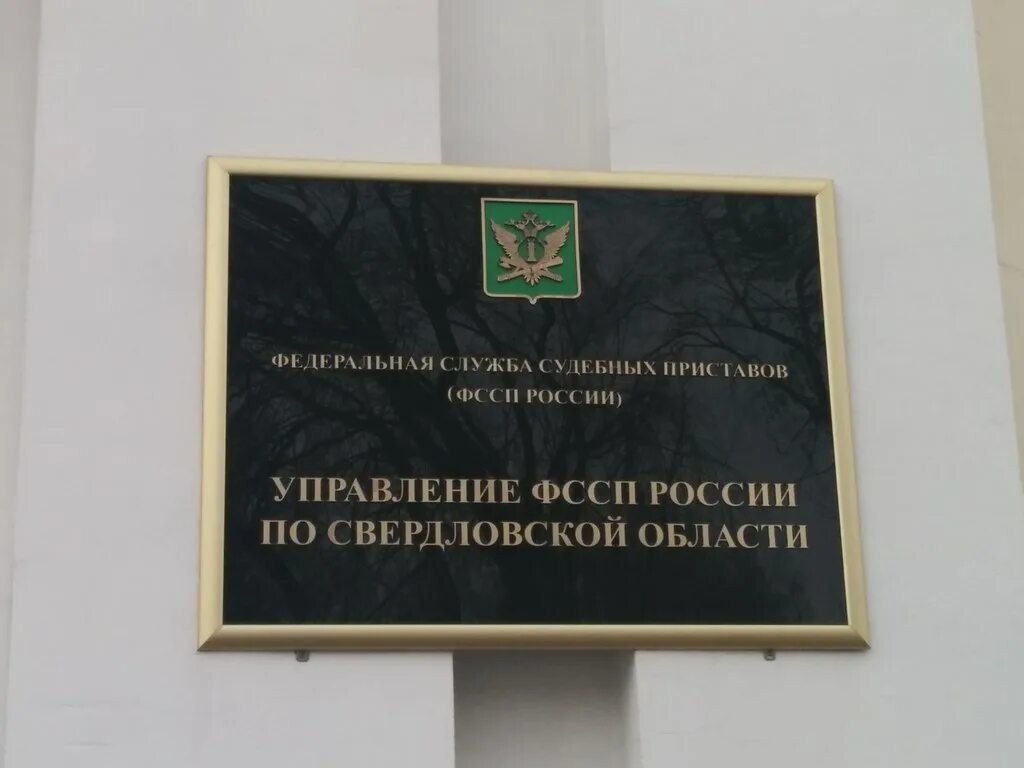 ФЕДЕРАЛЬНАЯ СЛУЖБА СУДЕБНЫХ ПРИСТАВОВ
(ФССП РОССИИ)
УПРАВЛЕНИЕ ФССП РОССИИ
ПО СВЕРДЛОВСКОЙ ОБЛАСТИ